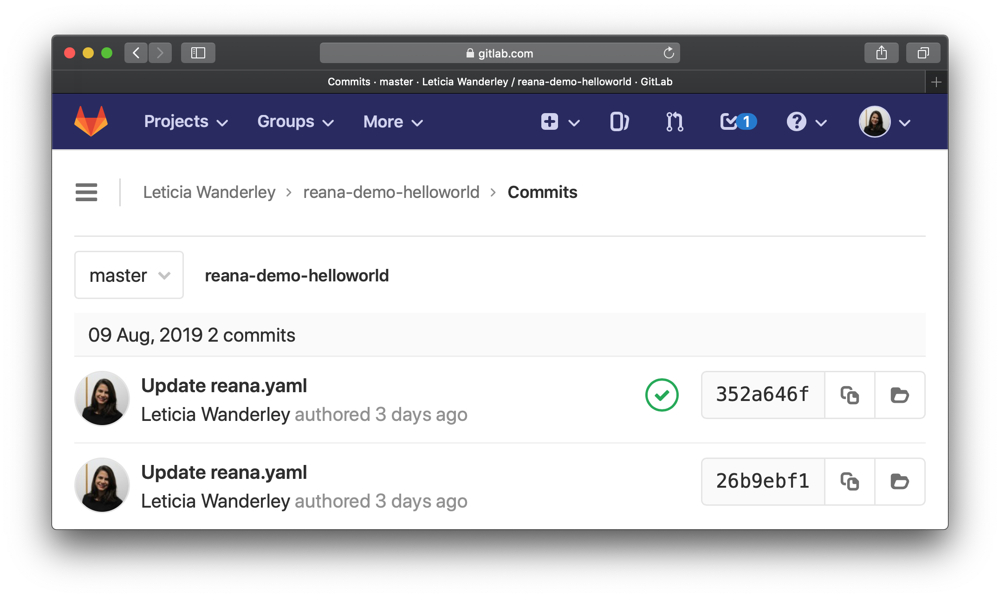 gitlab.com
Commits · master · Leticia Wanderley / reana-demo-helloworld · GitLab
Projects Groups More 1
Leticia Wanderley › reana-demo-helloworld › Commits
master reana-demo-helloworld
09 Aug, 2019 2 commits
Update reana.yaml
352a646f
Leticia Wanderley authored 3 days ago
Update reana.yaml
26b9ebf1
Leticia Wanderley authored 3 days ago